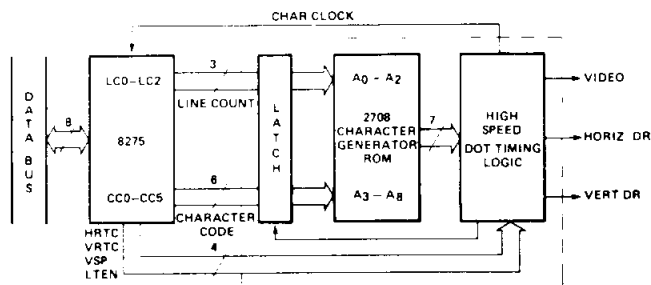 CHAR CLOCK
DATA BUS
8
LC0-LC2
8275
CC0-CC5
3
LINE COUNT
6
CHARACTER
CODE
LATCH
A0 - A2
2708
CHARACTER
GENERATOR
ROM
A3 - A8
7
HIGH
SPEED
DOT TIMING
LOGIC
VIDEO
HORIZ DR
VERT DR
HRTC
VRTC
VSP
LTEN
4